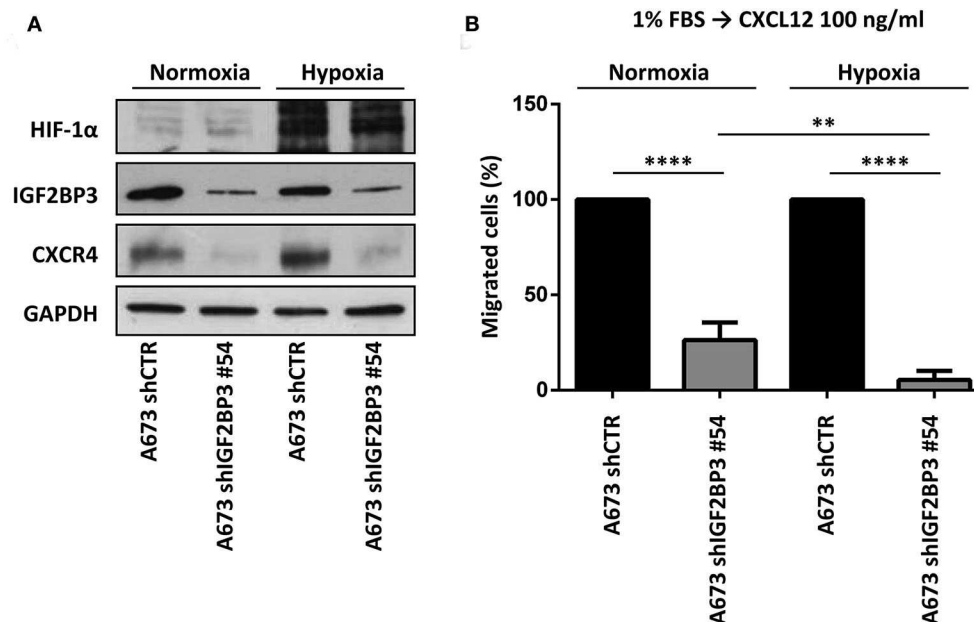 A
Normoxia Hypoxia
HIF-1α
IGF2BP3
CXCR4
GAPDH
A673 shCTR
A673 shIGF2BP3 #54
A673 shCTR
A673 shIGF2BP3 #54
B
1% FBS → CXCL12 100 ng/ml
Normoxia Hypoxia
Migrated cells (%)
150
100
50
0
**
**** ****
A673 shCTR
A673 shIGF2BP3 #54
A673 shCTR
A673 shIGF2BP3 #54